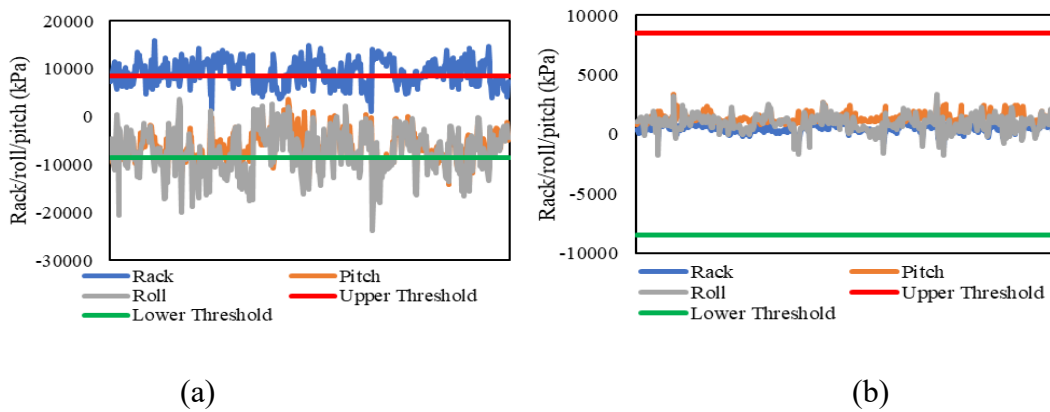 Rack/roll/pitch (kPa)
20000
10000
0
-10000
-20000
-30000
Rack Pitch
Roll Upper Threshold
Lower Threshold
(a)
Rack/roll/pitch (kPa)
10000
5000
0
-5000
-10000
Rack Pitch
Roll Upper Threshold
Lower Threshold
(b)